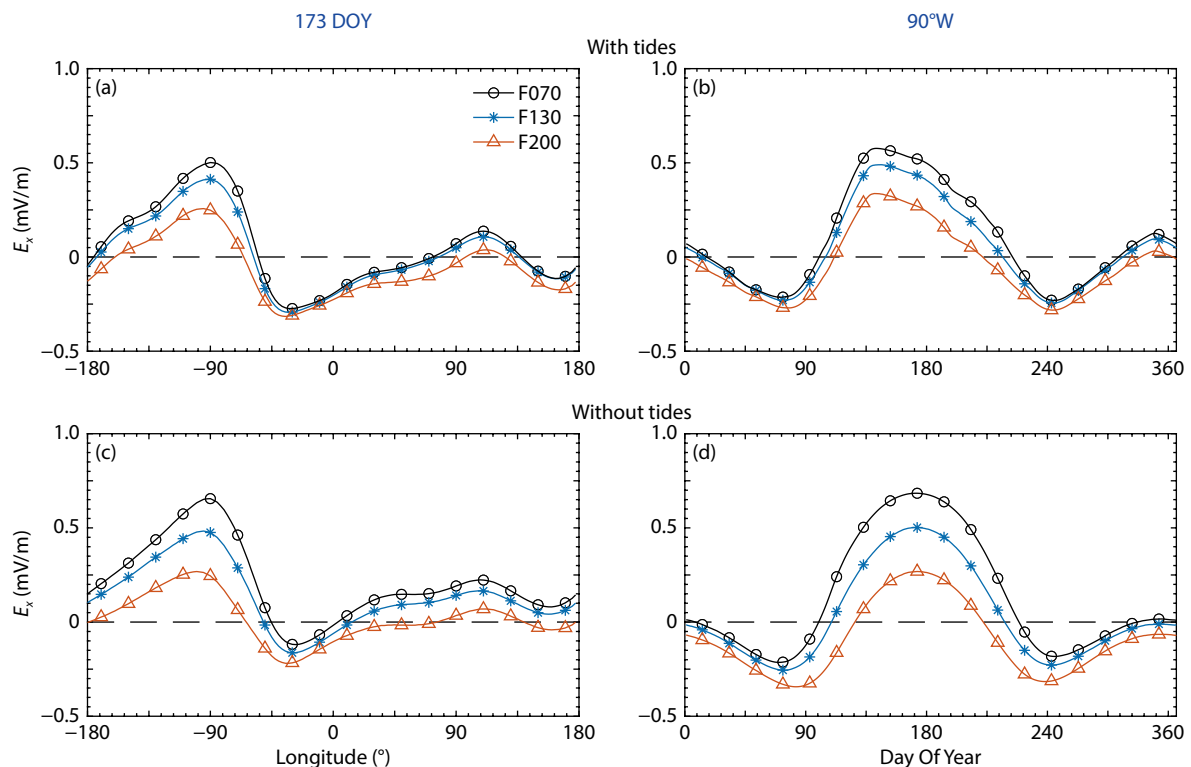 173 DOY
90°W
With tides
1.0
(a)
F070
F130
F200
0.5
0
−0.5
Eₓ (mV/m)
−180
−90
0
90
180
1.0
(b)
0.5
0
−0.5
0
90
180
240
360
Without tides
1.0
(c)
0.5
0
−0.5
Eₓ (mV/m)
−180
−90
0
90
180
Longitude (°)
1.0
(d)
0.5
0
−0.5
0
90
180
240
360
Day Of Year